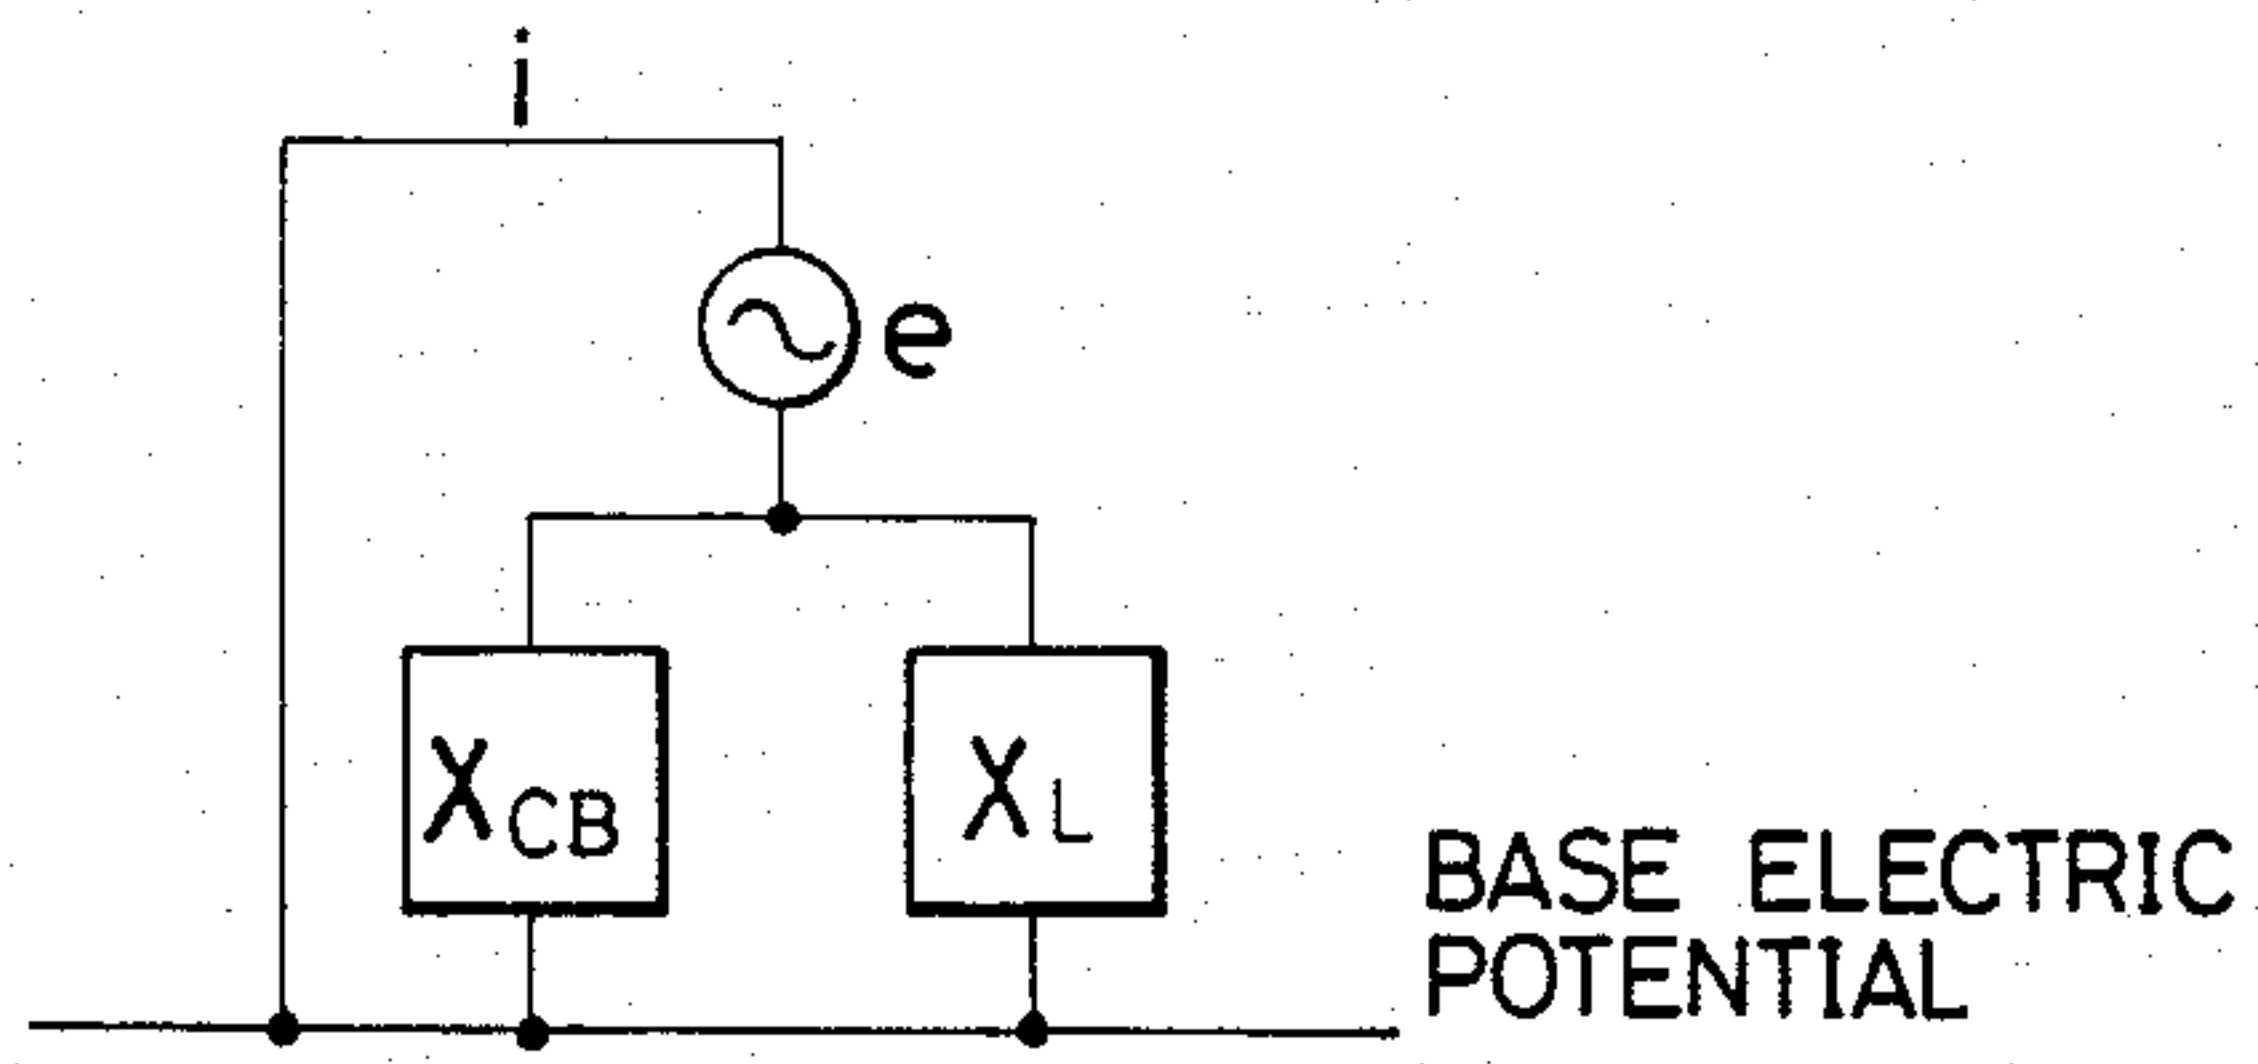 i
e
XCB
XL
BASE ELECTRIC
POTENTIAL